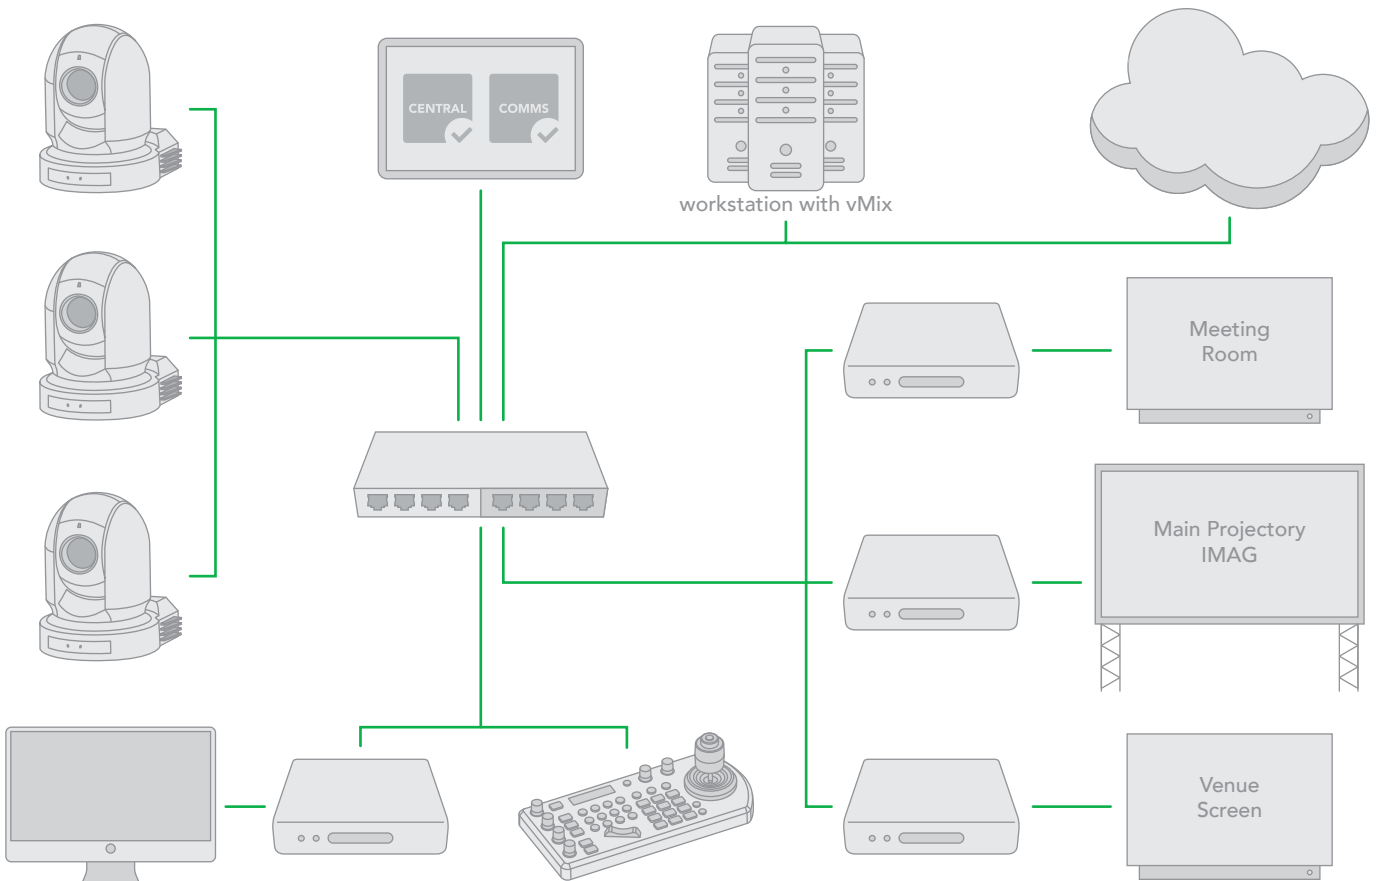 CENTRAL COMMS
workstation with vMix
Meeting
Room
Main Projectory
IMAG
Venue
Screen